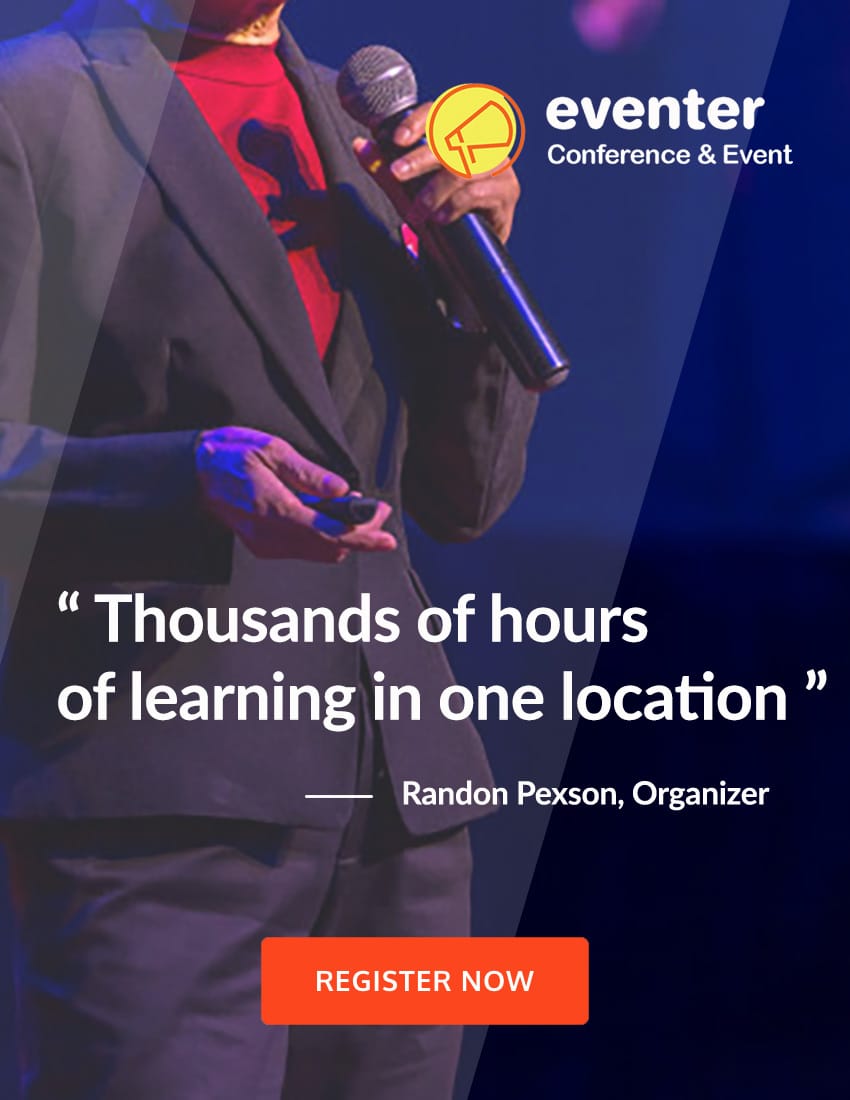 eventer
Conference & Event
“ Thousands of hours
of learning in one location ”
Randon Pexson, Organizer
REGISTER NOW